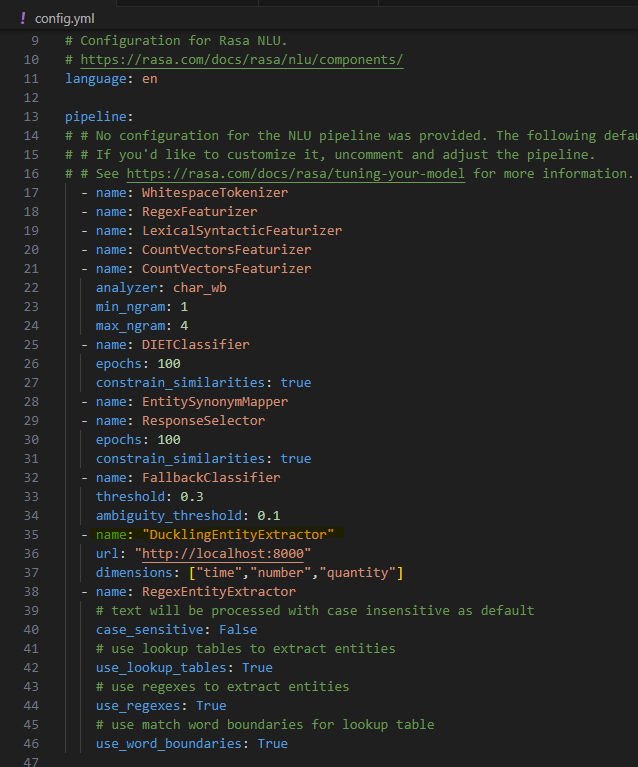 ! config.yml
9 # Configuration for Rasa NLU.
10 # https://rasa.com/docs/rasa/nlu/components/
11 language: en
12
13 pipeline:
14 # # No configuration for the NLU pipeline was provided. The following defau
15 # # If you'd like to customize it, uncomment and adjust the pipeline.
16 # # See https://rasa.com/docs/rasa/tuning-your-model for more information.
17 - name: WhitespaceTokenizer
18 - name: RegexFeaturizer
19 - name: LexicalSyntacticFeaturizer
20 - name: CountVectorsFeaturizer
21 - name: CountVectorsFeaturizer
22 analyzer: char_wb
23 min_ngram: 1
24 max_ngram: 4
25 - name: DIETClassifier
26 epochs: 100
27 constrain_similarities: true
28 - name: EntitySynonymMapper
29 - name: ResponseSelector
30 epochs: 100
31 constrain_similarities: true
32 - name: FallbackClassifier
33 threshold: 0.3
34 ambiguity_threshold: 0.1
35 - name: "DucklingEntityExtractor"
36 url: "http://localhost:8000"
37 dimensions: ["time","number","quantity"]
38 - name: RegexEntityExtractor
39 # text will be processed with case insensitive as default
40 case_sensitive: False
41 # use lookup tables to extract entities
42 use_lookup_tables: True
43 # use regexes to extract entities
44 use_regexes: True
45 # use match word boundaries for lookup table
46 use_word_boundaries: True
47